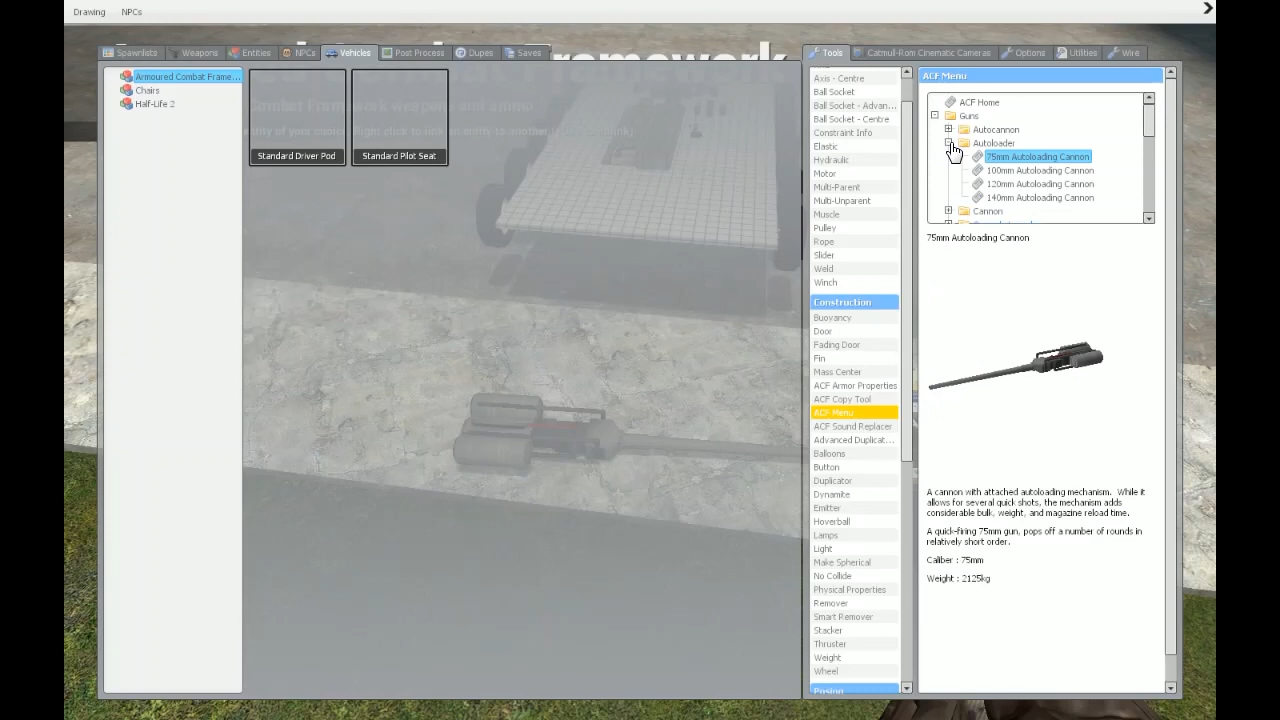 Drawing NPCs
Spawnlists Weapons Entities NPCs Vehicles Post Process Dupes Saves
Tools Catmull-Rom Cinematic Cameras Options Utilities Wire
Armoured Combat Frame...
Chairs
Half-Life 2
Standard Driver Pod
Standard Pilot Seat
Axis - Centre
Ball Socket
Ball Socket - Advan...
Ball Socket - Centre
Constraint Info
Elastic
Hydraulic
Motor
Multi-Parent
Multi-Unparent
Muscle
Pulley
Rope
Slider
Weld
Winch
Construction
Buoyancy
Door
Fading Door
Fin
Mass Center
ACF Armor Properties
ACF Copy Tool
ACF Menu
ACF Sound Replacer
Advanced Duplicat...
Balloons
Button
Duplicator
Dynamite
Emitter
Hoverball
Lamps
Light
Make Spherical
No Collide
Physical Properties
Remover
Smart Remover
Stacker
Thruster
Weight
Wheel
Posing
ACF Menu
ACF Home
Guns
Autocannon
Autoloader
75mm Autoloading Cannon
100mm Autoloading Cannon
120mm Autoloading Cannon
140mm Autoloading Cannon
Cannon
75mm Autoloading Cannon
A cannon with attached autoloading mechanism. While it
allows for several quick shots, the mechanism adds
considerable bulk, weight, and magazine reload time.
A quick-firing 75mm gun, pops off a number of rounds in
relatively short order.
Caliber : 75mm
Weight : 2125kg